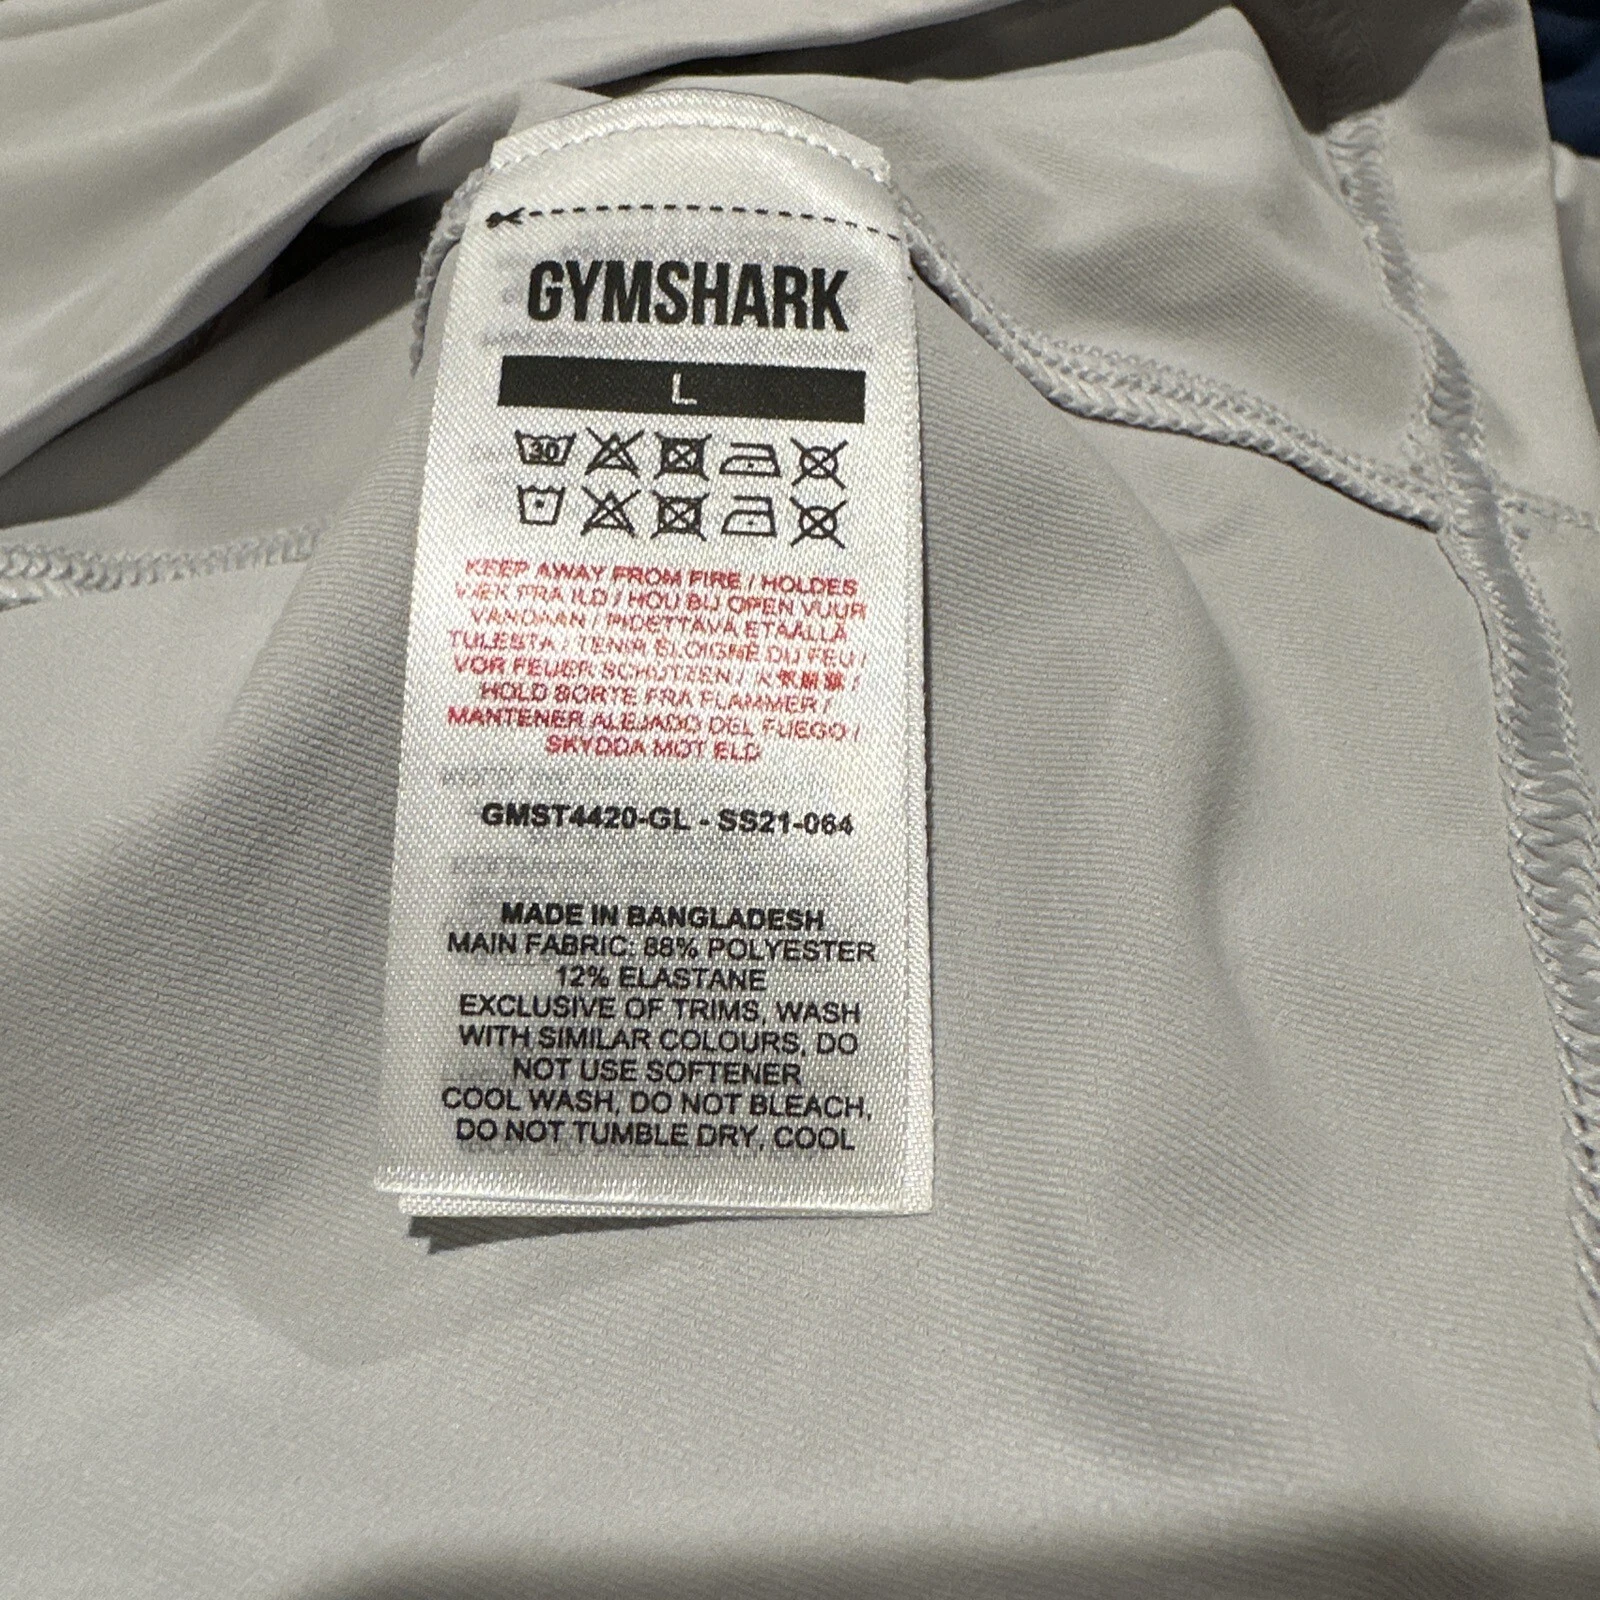 GYMSHARK
L
30
KEEP AWAY FROM FIRE / HOLDES
VÆK FRA ILD / HOU BIJ OPEN VUUR
VANDAAN / PIDETTÄVÄ ETÄÄLLÄ
TULESTA / TENIR ÉLOIGNÉ DU FEU /
VOR FEUER SCHÜTZEN /
HOLD BORTE FRA FLAMMER /
MANTENER ALEJADO DEL FUEGO /
SKYDDA MOT ELD
GMST4420-GL - SS21-064
MADE IN BANGLADESH
MAIN FABRIC: 88% POLYESTER
12% ELASTANE
EXCLUSIVE OF TRIMS, WASH
WITH SIMILAR COLOURS, DO
NOT USE SOFTENER
COOL WASH, DO NOT BLEACH,
DO NOT TUMBLE DRY, COOL